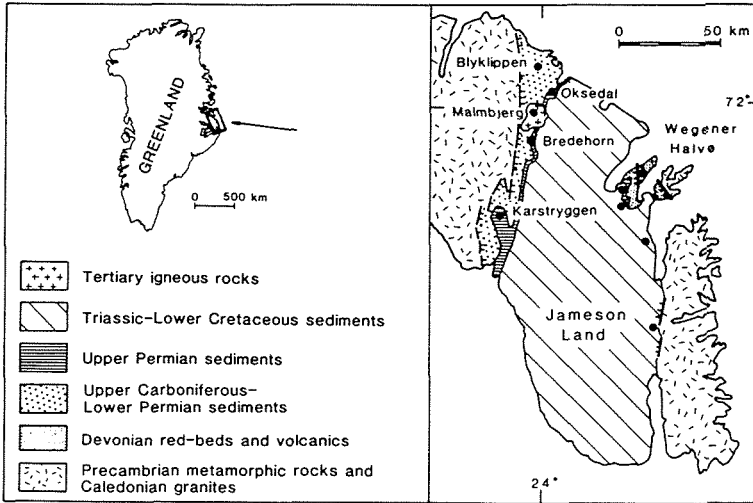 GREENLAND
0 500 km
Tertiary igneous rocks
Triassic-Lower Cretaceous sediments
Upper Permian sediments
Upper Carboniferous-
Lower Permian sediments
Devonian red-beds and volcanics
Precambrian metamorphic rocks and
Caledonian granites
0 50 km
Blyklippen
Oksedal
72°
Malmbjerg
Wegener
Halvø
Bredehorn
Karstryggen
Jameson
Land
24°